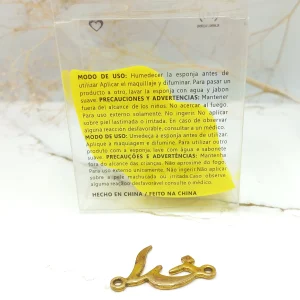 MODO DE USO: Humedecer la esponja antes de
utilizar Aplicar el maquillaje y difuminar. Para pasar un
producto a otro, lavar la esponja con agua y jabon
suave. PRECAUCIONES Y ADVERTENCIAS: Mantener
fuera del alcance de los niños. No acercar al fuego.
Para uso externo solamente. No ingerir No aplicar
sobre piel lastimada o irritada. En caso de observar
alguna reacción desfavorable, consultar a un médico.
MODO DE USO: Umedeça a esponja antes de usar
Aplique a maquiagem e difumine. Para utilizar outro
produto com a esponja lave com água a sabonete
suave. PRECAUÇÕES E ADVERTÊNCIAS: Mantenha
fora do alcance das crianças. Não aproxime do fogo.
Para uso externo somente. Não ingerir Não aplicar
sobre a pele machucada ou irritada Caso observe
alguma reaction desfavorável consulte o médico.
HECHO EN CHINA / FEITO NA CHINA